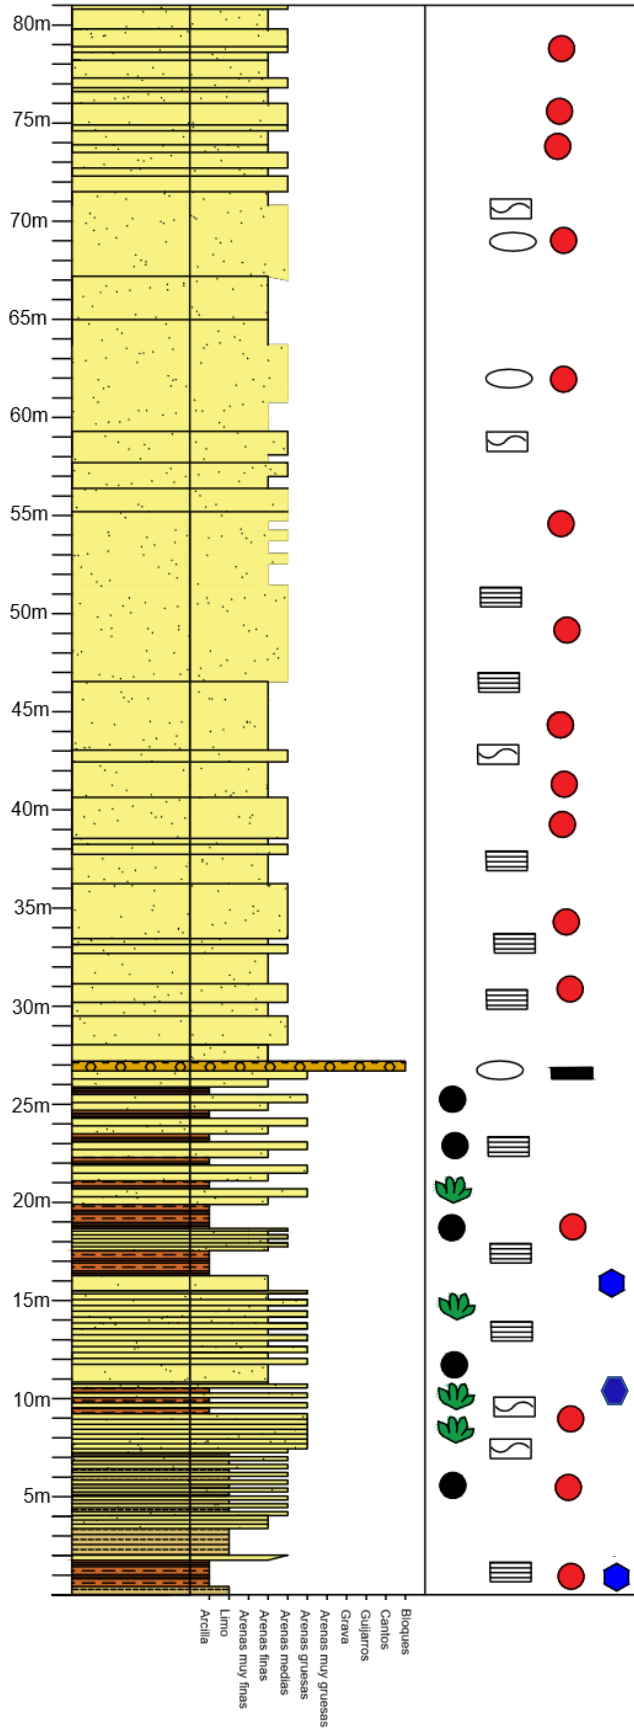 80m
75m
70m
65m
60m
55m
50m
45m
40m
35m
30m
25m
20m
15m
10m
5m
Arcilla
Limo
Arenas muy finas
Arenas finas
Arenas medias
Arenas gruesas
Arenas muy gruesas
Grava
Guijarros
Cantos
Bloques